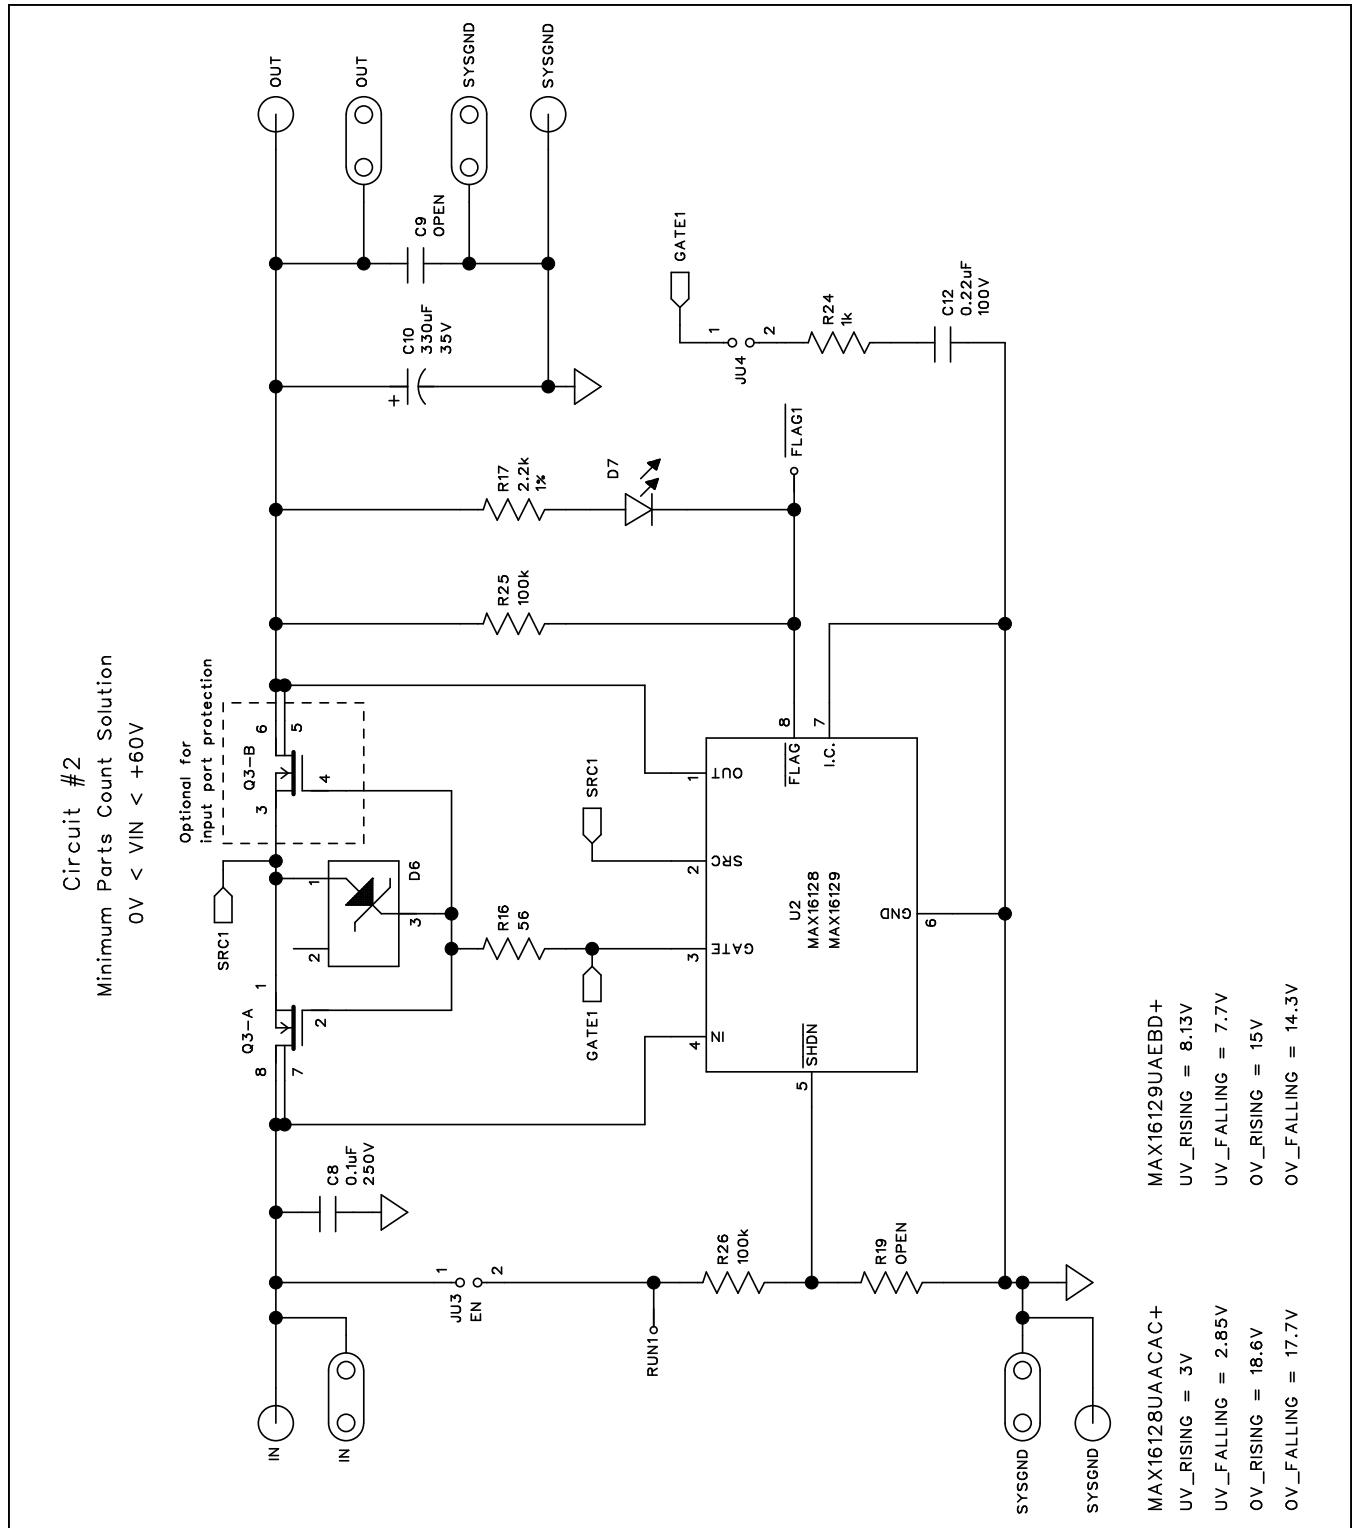 Circuit #2
Minimum Parts Count Solution
0V < VIN < +60V
Optional for
input port protection
IN
IN
C8
0.1uF
250V
8
7
Q3-A
1
2
SRC1
2
1
3
D6
Q3-B
3
4
6
5
R16
56
GATE1
SRC1
R25
100k
R17
2.2k
1%
D7
FLAG1
C10
330uF
35V
+
C9
OPEN
OUT
OUT
SYSGND
SYSGND
JU3
EN
1
2
RUN1
R26
100k
R19
OPEN
4
IN
3
GATE
2
SRC
1
OUT
5
SHDN
U2
MAX16128
MAX16129
FLAG
8
I.C.
7
GND
6
GATE1
1
JU4
2
R24
1k
C12
0.22uF
100V
SYSGND
SYSGND
MAX16128UAACAC+
UV_RISING = 3V
UV_FALLING = 2.85V
OV_RISING = 18.6V
OV_FALLING = 17.7V
MAX16129UAEBD+
UV_RISING = 8.13V
UV_FALLING = 7.7V
OV_RISING = 15V
OV_FALLING = 14.3V